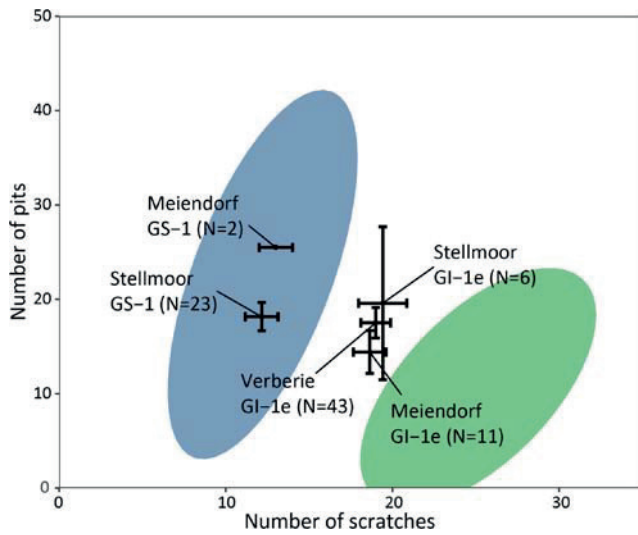 50
40
30
20
10
0
Number of pits
Meiendorf
GS-1 (N=2)
Stellmoor
GS-1 (N=23)
Stellmoor
GI-1e (N=6)
Verberie
GI-1e (N=43)
Meiendorf
GI-1e (N=11)
0
10
20
30
Number of scratches